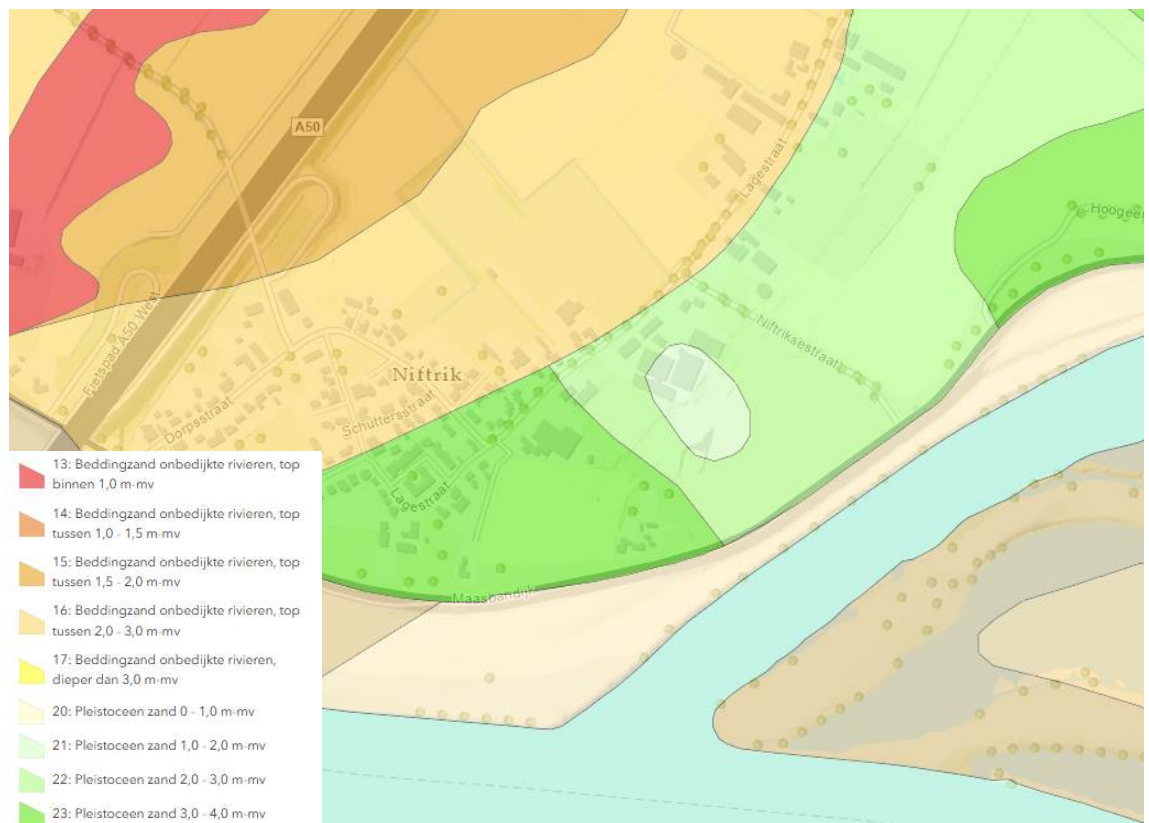 A50
Lagestraat
Hoogeer
Fietspad A50-West
Niftriksestraat
Niftrik
Dorpsstraat
Schuttersstraat
Lagestraat
Maasbandijk
13: Beddingzand onbedijkte rivieren, top
binnen 1,0 m-mv
14: Beddingzand onbedijkte rivieren, top
tussen 1,0 - 1,5 m-mv
15: Beddingzand onbedijkte rivieren, top
tussen 1,5 - 2,0 m-mv
16: Beddingzand onbedijkte rivieren, top
tussen 2,0 - 3,0 m-mv
17: Beddingzand onbedijkte rivieren,
dieper dan 3,0 m-mv
20: Pleistoceen zand 0 - 1,0 m-mv
21: Pleistoceen zand 1,0 - 2,0 m-mv
22: Pleistoceen zand 2,0 - 3,0 m-mv
23: Pleistoceen zand 3,0 - 4,0 m-mv